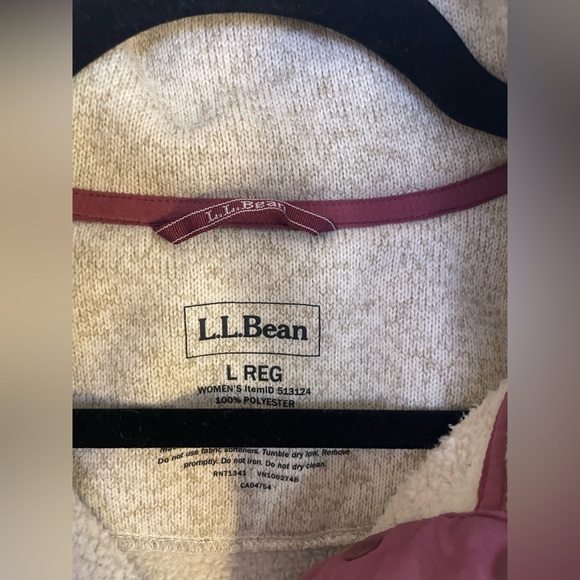 L.L.Bean
L.L.Bean
L REG
WOMEN'S ItemID 513124
100% POLYESTER
Do not use fabric softeners. Tumble dry low. Remove
promptly. Do not iron. Do not dry clean.
RN71341 VN100274B
CA04754